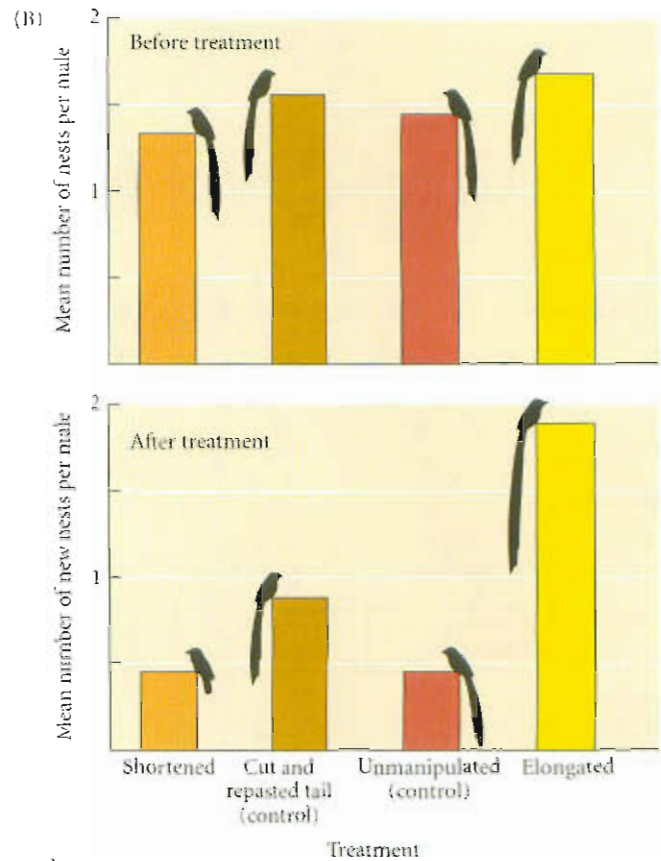 (B)
2
Before treatment
1
Mean number of nests per male
2
After treatment
1
Mean number of new nests per male
Shortened
Cut and
repasted tail
(control)
Unmanipulated
(control)
Elongated
Treatment